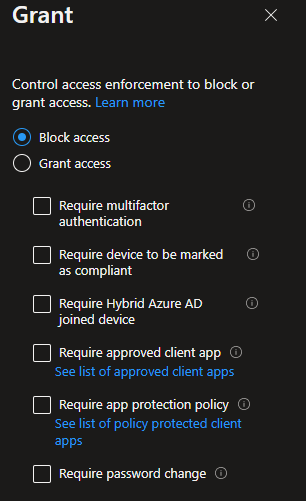 Grant
Control access enforcement to block or
grant access. Learn more
Block access
Grant access
Require multifactor
authentication
Require device to be marked
as compliant
Require Hybrid Azure AD
joined device
Require approved client app
See list of approved client apps
Require app protection policy
See list of policy protected client
apps
Require password change